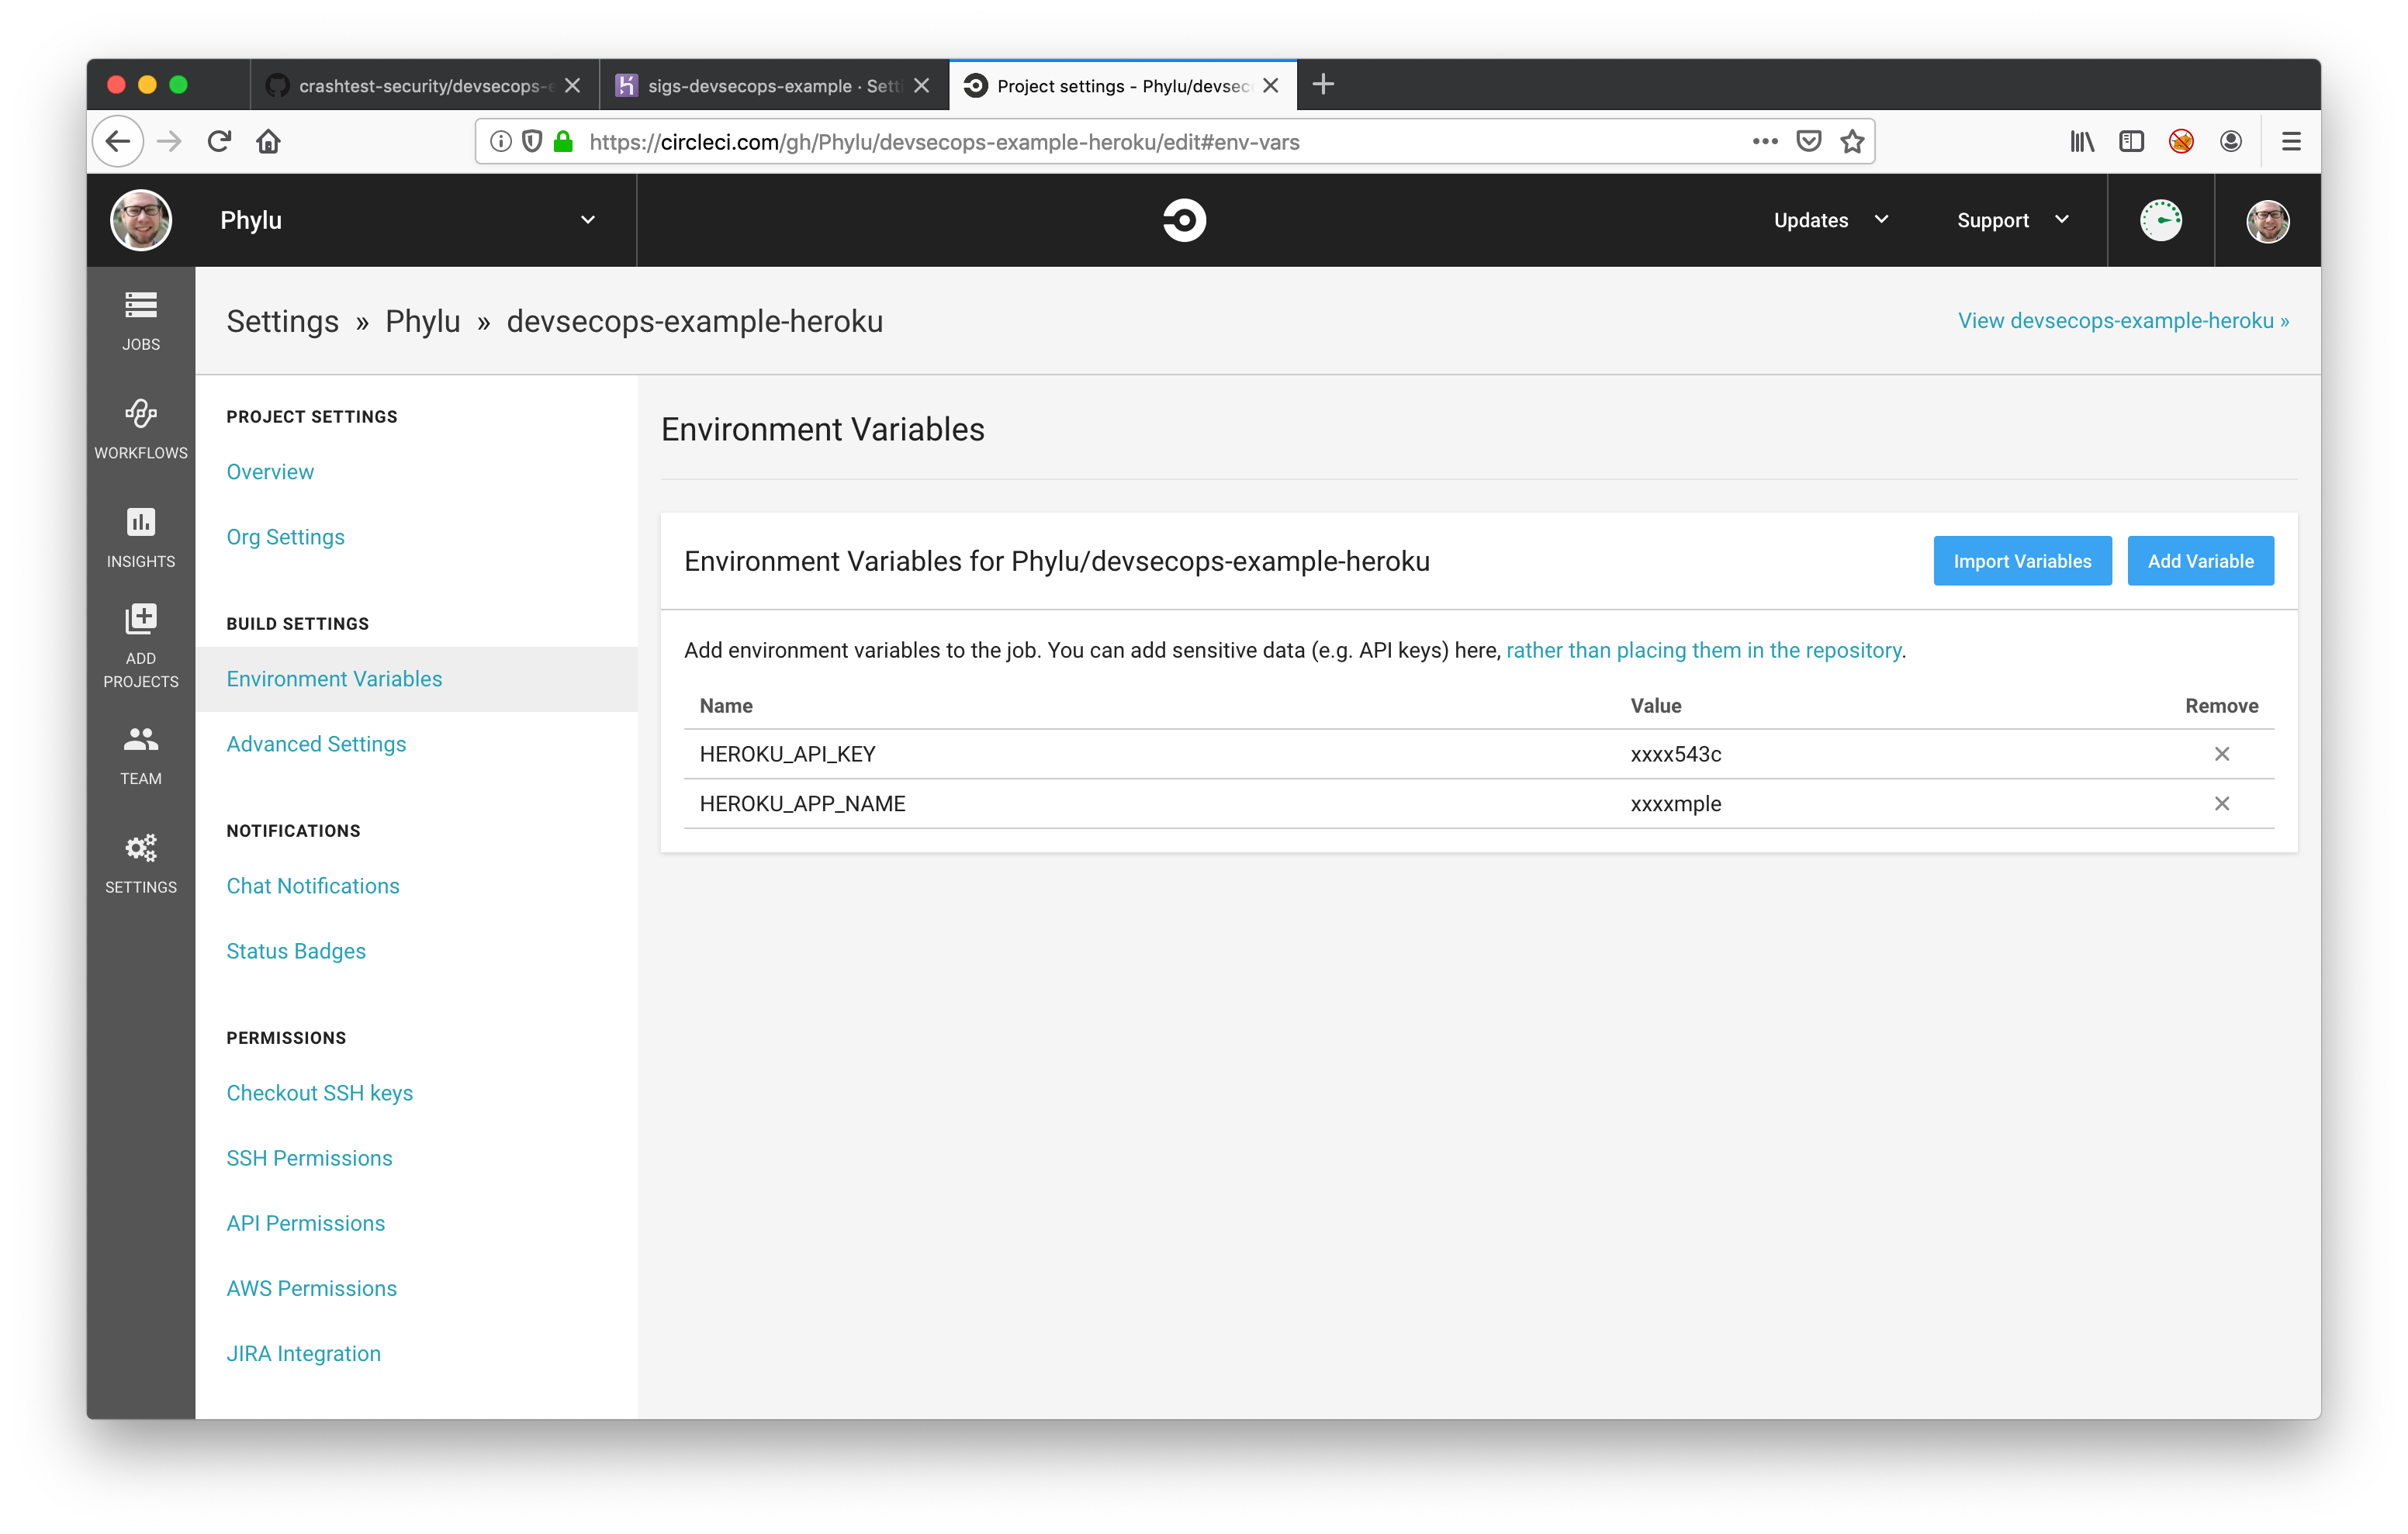 crashtest-security/devsecops-e
sigs-devsecops-example · Sett
Project settings - Phylu/devsec
https://circleci.com/gh/Phylu/devsecops-example-heroku/edit#env-vars
Phylu
Updates
Support
JOBS
WORKFLOWS
INSIGHTS
ADD
PROJECTS
TEAM
SETTINGS
Settings » Phylu » devsecops-example-heroku
View devsecops-example-heroku »
PROJECT SETTINGS
Overview
Org Settings
BUILD SETTINGS
Environment Variables
Advanced Settings
NOTIFICATIONS
Chat Notifications
Status Badges
PERMISSIONS
Checkout SSH keys
SSH Permissions
API Permissions
AWS Permissions
JIRA Integration
Environment Variables
Environment Variables for Phylu/devsecops-example-heroku
Import Variables
Add Variable
Add environment variables to the job. You can add sensitive data (e.g. API keys) here, rather than placing them in the repository.
Name Value Remove
HEROKU_API_KEY xxxx543c
HEROKU_APP_NAME xxxxmple